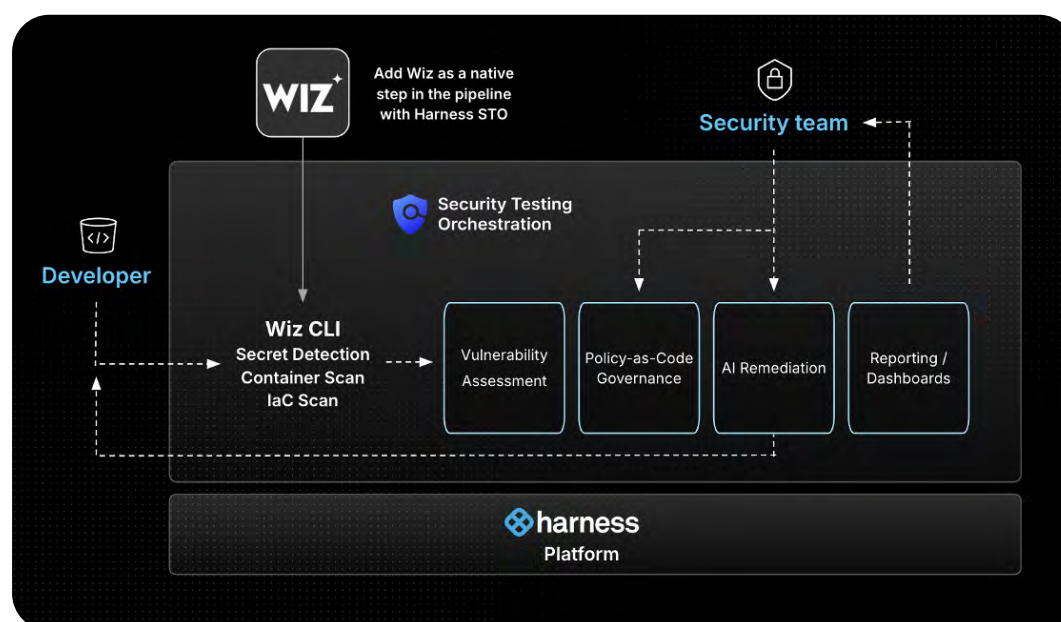 WIZ
Add Wiz as a native
step in the pipeline
with Harness STO
Security team
Security Testing
Orchestration
Developer
Wiz CLI
Secret Detection
Container Scan
IaC Scan
Vulnerability
Assessment
Policy-as-Code
Governance
AI Remediation
Reporting /
Dashboards
harness
Platform